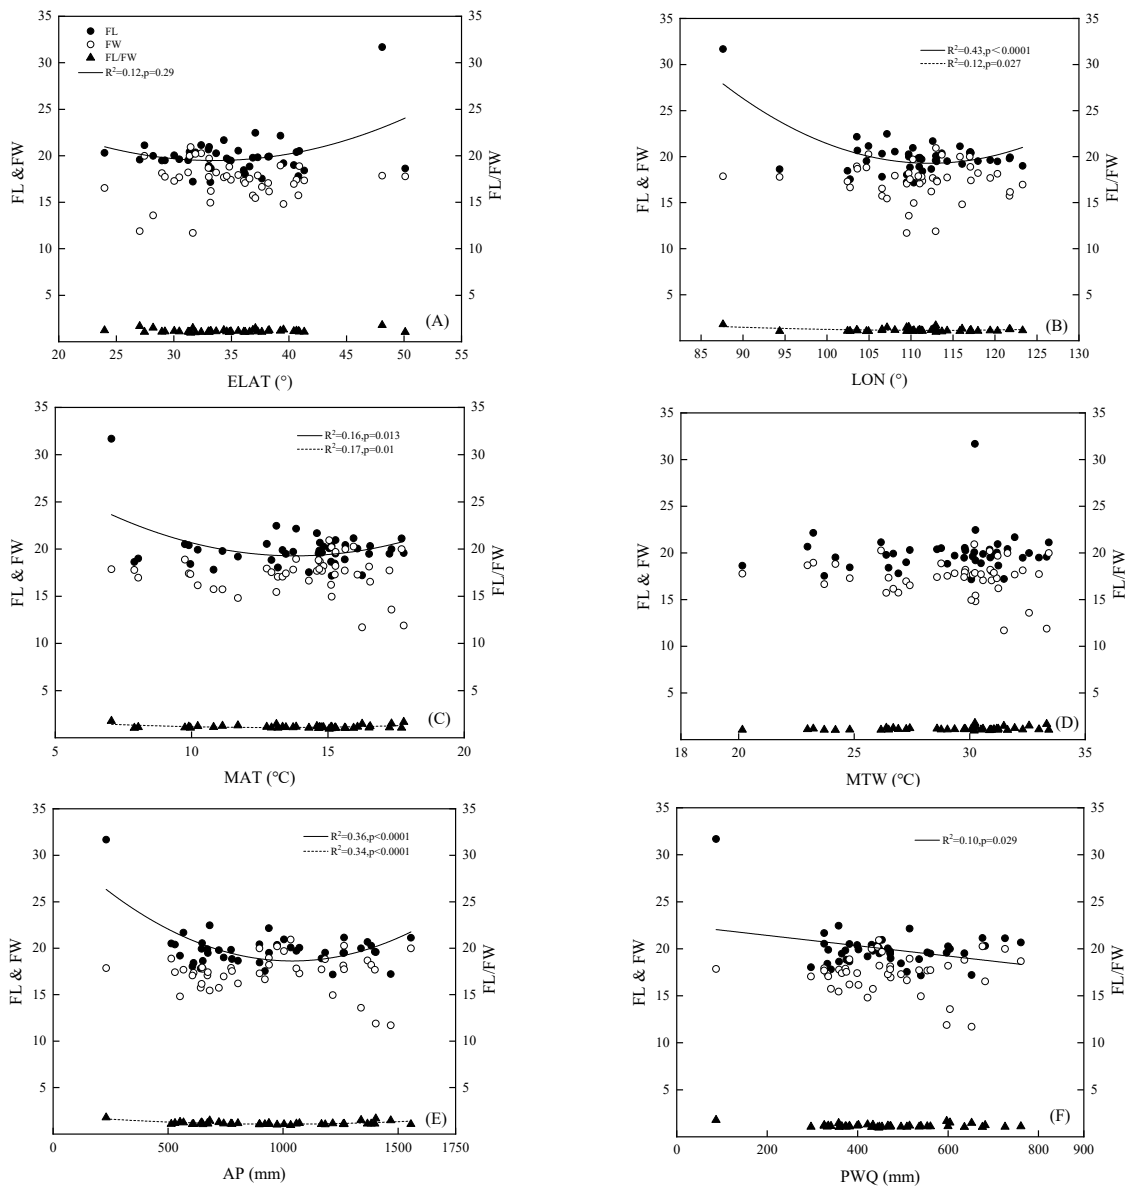 35
30
25
20
15
10
5
FL & FW
FL
FW
FL/FW
R²=0.12,p=0.29
35
30
25
20
15
10
5
FL/FW
(A)
20 25 30 35 40 45 50 55
ELAT (°)
35
30
25
20
15
10
5
FL & FW
R²=0.43,p<0.0001
R²=0.12,p=0.027
35
30
25
20
15
10
5
FL/FW
(B)
85 90 95 100 105 110 115 120 125 130
LON (°)
35
30
25
20
15
10
5
FL & FW
R²=0.16,p=0.013
R²=0.17,p=0.01
35
30
25
20
15
10
5
FL/FW
(C)
5 10 15 20
MAT (℃)
35
30
25
20
15
10
5
FL & FW
35
30
25
20
15
10
5
FL/FW
(D)
18 20 25 30 35
MTW (℃)
35
30
25
20
15
10
5
FL & FW
R²=0.36,p<0.0001
R²=0.34,p<0.0001
35
30
25
20
15
10
5
FL/FW
(E)
0 500 1000 1500 1750
AP (mm)
35
30
25
20
15
10
5
FL & FW
R²=0.10,p=0.029
35
30
25
20
15
10
5
FL/FW
(F)
0 200 400 600 800 900
PWQ (mm)